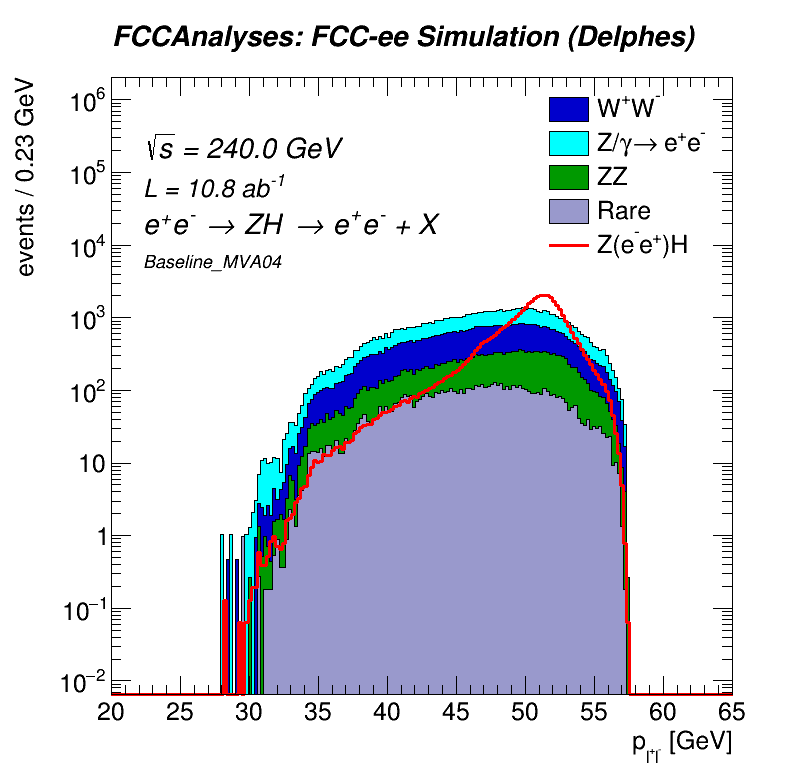 FCCAnalyses: FCC-ee Simulation (Delphes)
events / 0.23 GeV
10⁶
10⁵
10⁴
10³
10²
10
1
10⁻¹
10⁻²
√s = 240.0 GeV
L = 10.8 ab⁻¹
e⁺e⁻ → ZH → e⁺e⁻ + X
Baseline_MVA04
W⁺W⁻
Z/γ→ e⁺e⁻
ZZ
Rare
Z(e⁻e⁺)H
20 25 30 35 40 45 50 55 60 65
p_{l⁺l⁻} [GeV]